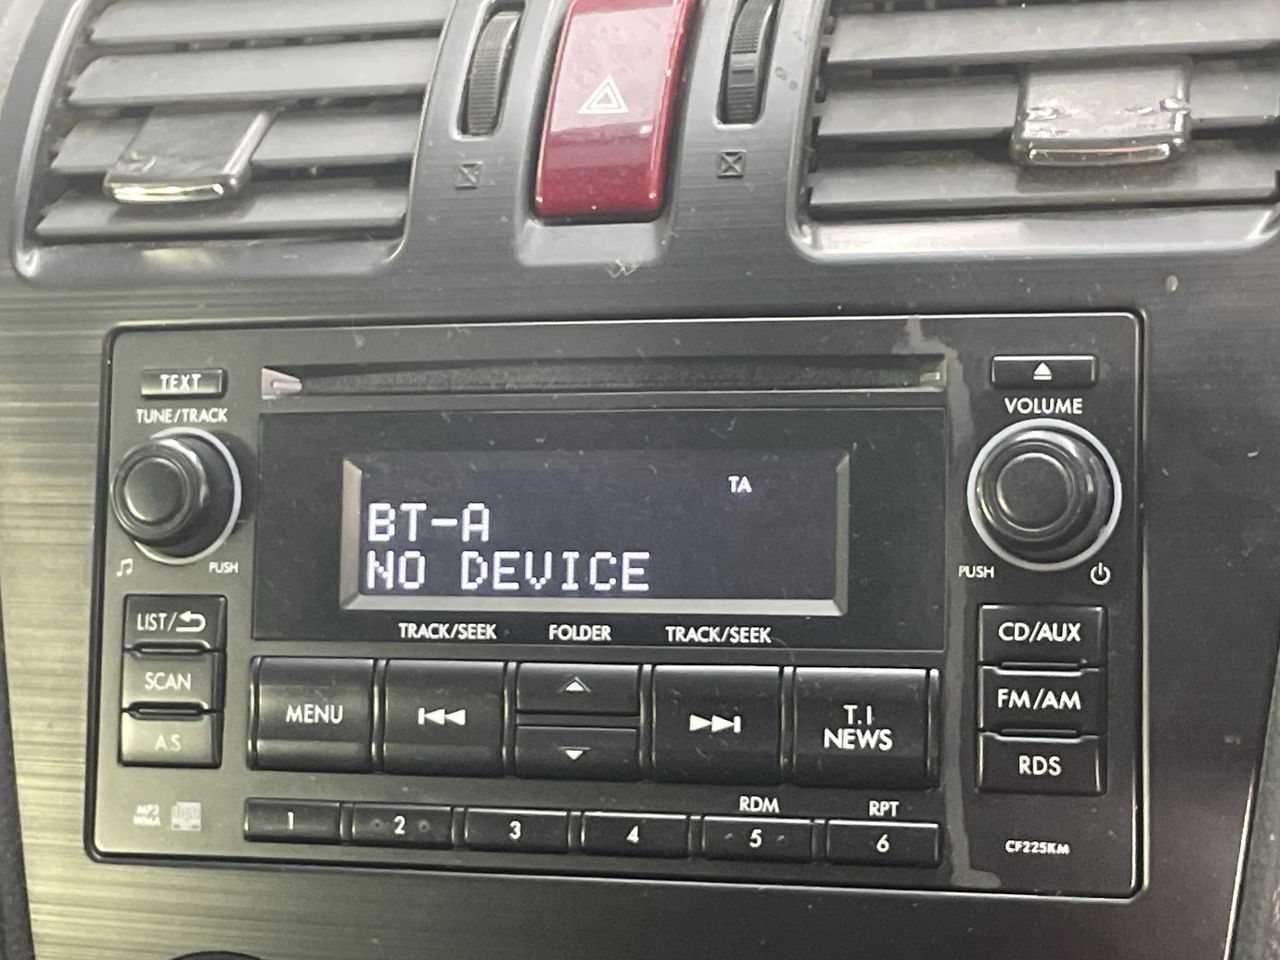 TEXT
TUNE/TRACK
VOLUME
TA
BT-A
NO DEVICE
PUSH
PUSH
TRACK/SEEK FOLDER TRACK/SEEK
LIST/
SCAN
A.S
MENU
T.I
NEWS
CD/AUX
FM/AM
RDS
MP3
WMA
RDM
RPT
1 2 3 4 5 6
CF225KM